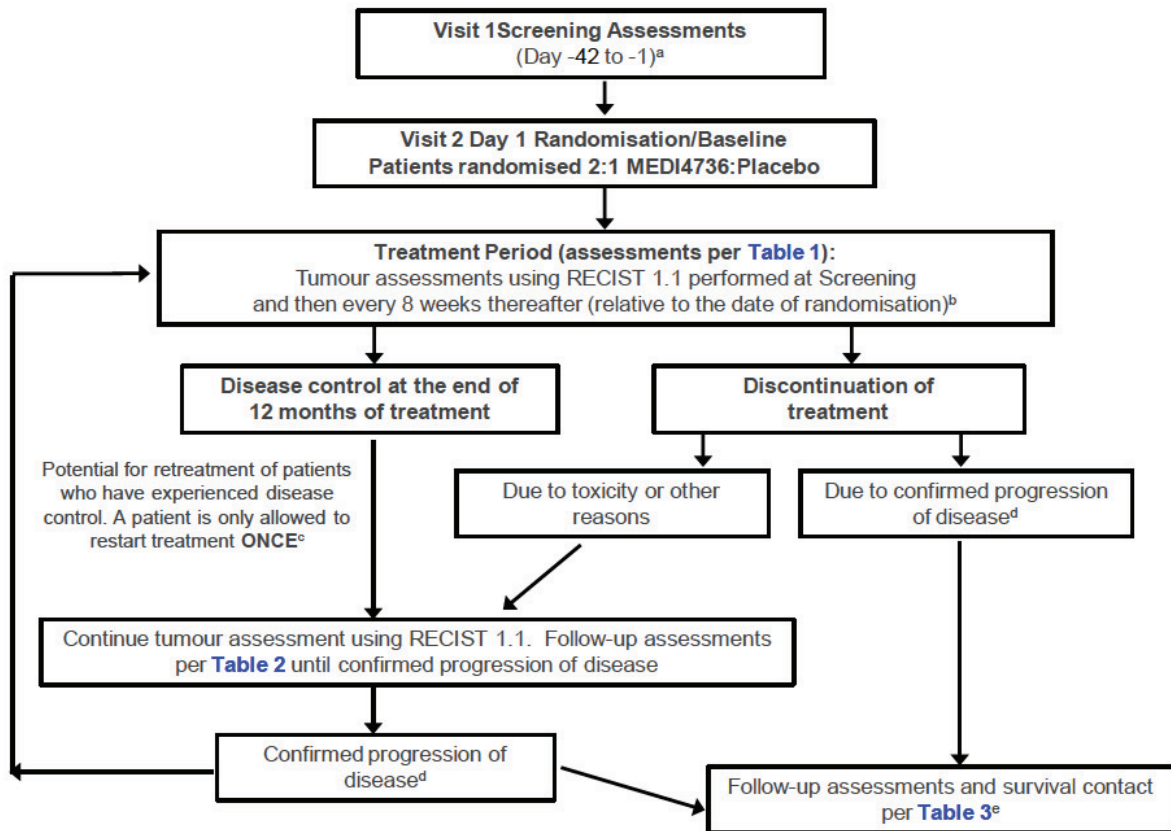 Visit 1Screening Assessments
(Day -42 to -1)ᵃ
Visit 2 Day 1 Randomisation/Baseline
Patients randomised 2:1 MEDI4736:Placebo
Treatment Period (assessments per Table 1):
Tumour assessments using RECIST 1.1 performed at Screening
and then every 8 weeks thereafter (relative to the date of randomisation)ᵇ
Disease control at the end of
12 months of treatment
Discontinuation of
treatment
Potential for retreatment of patients
who have experienced disease
control. A patient is only allowed to
restart treatment ONCEᶜ
Due to toxicity or other
reasons
Due to confirmed progression
of diseaseᵈ
Continue tumour assessment using RECIST 1.1. Follow-up assessments
per Table 2 until confirmed progression of disease
Confirmed progression of
diseaseᵈ
Follow-up assessments and survival contact
per Table 3ᵉ